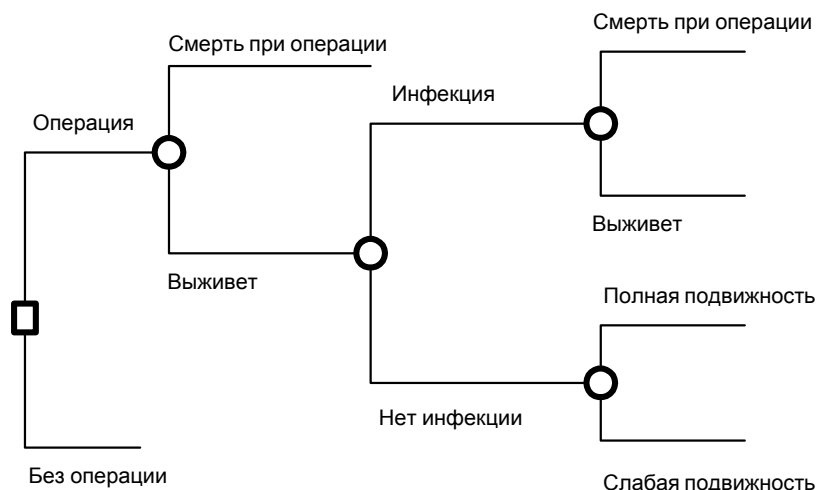 Смерть при операции
Смерть при операции
Инфекция
Операция
Выживет
Выживет
Полная подвижность
Нет инфекции
Без операции
Слабая подвижность